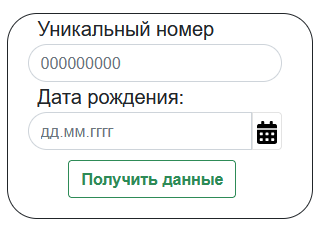 Уникальный номер
000000000
Дата рождения:
дд.мм.гггг
Получить данные